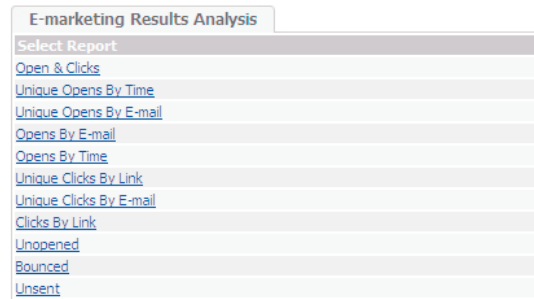 E-marketing Results Analysis
Select Report
Open & Clicks
Unique Opens By Time
Unique Opens By E-mail
Opens By E-mail
Opens By Time
Unique Clicks By Link
Unique Clicks By E-mail
Clicks By Link
Unopened
Bounced
Unsent